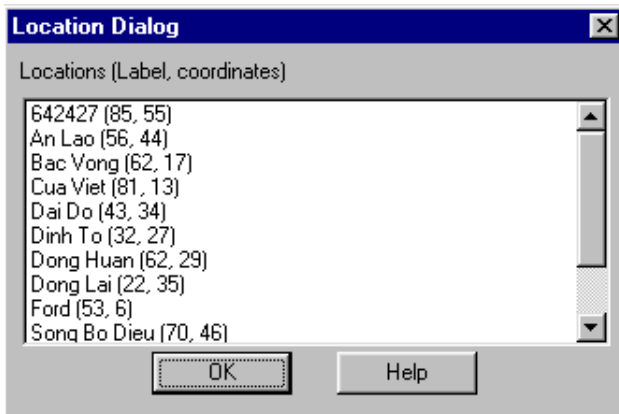 Location Dialog
Locations (Label, coordinates)
642427 (85, 55)
An Lao (56, 44)
Bac Vong (62, 17)
Cua Viet (81, 13)
Dai Do (43, 34)
Dinh To (32, 27)
Dong Huan (62, 29)
Dong Lai (22, 35)
Ford (53, 6)
Song Bo Dieu (70, 46)
OK Help